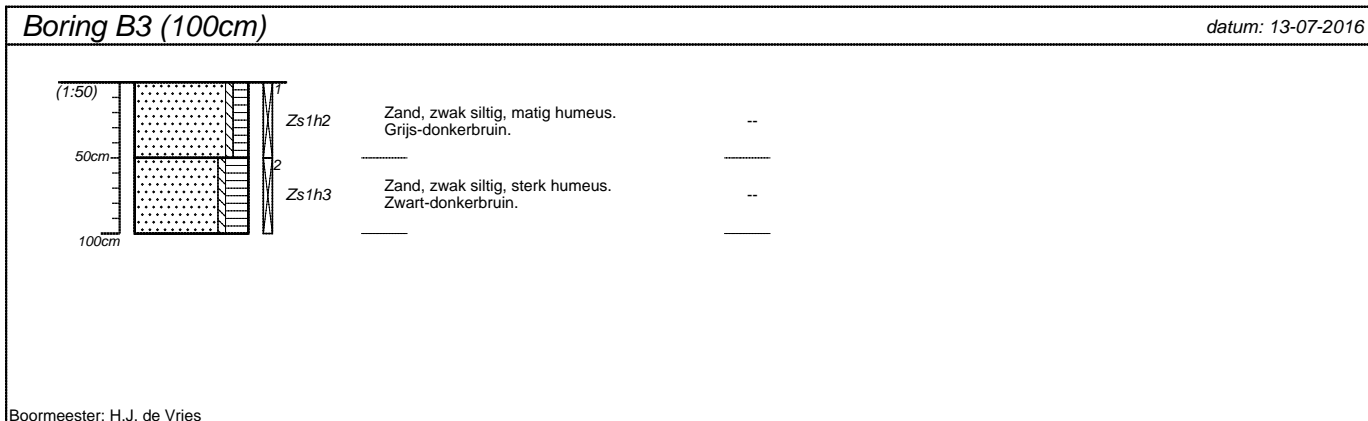 Boring B3 (100cm)
datum: 13-07-2016
(1:50)
1
Zs1h2
Zand, zwak siltig, matig humeus.
Grijs-donkerbruin.
--
50cm
2
Zs1h3
Zand, zwak siltig, sterk humeus.
Zwart-donkerbruin.
--
100cm
Boormeester: H.J. de Vries